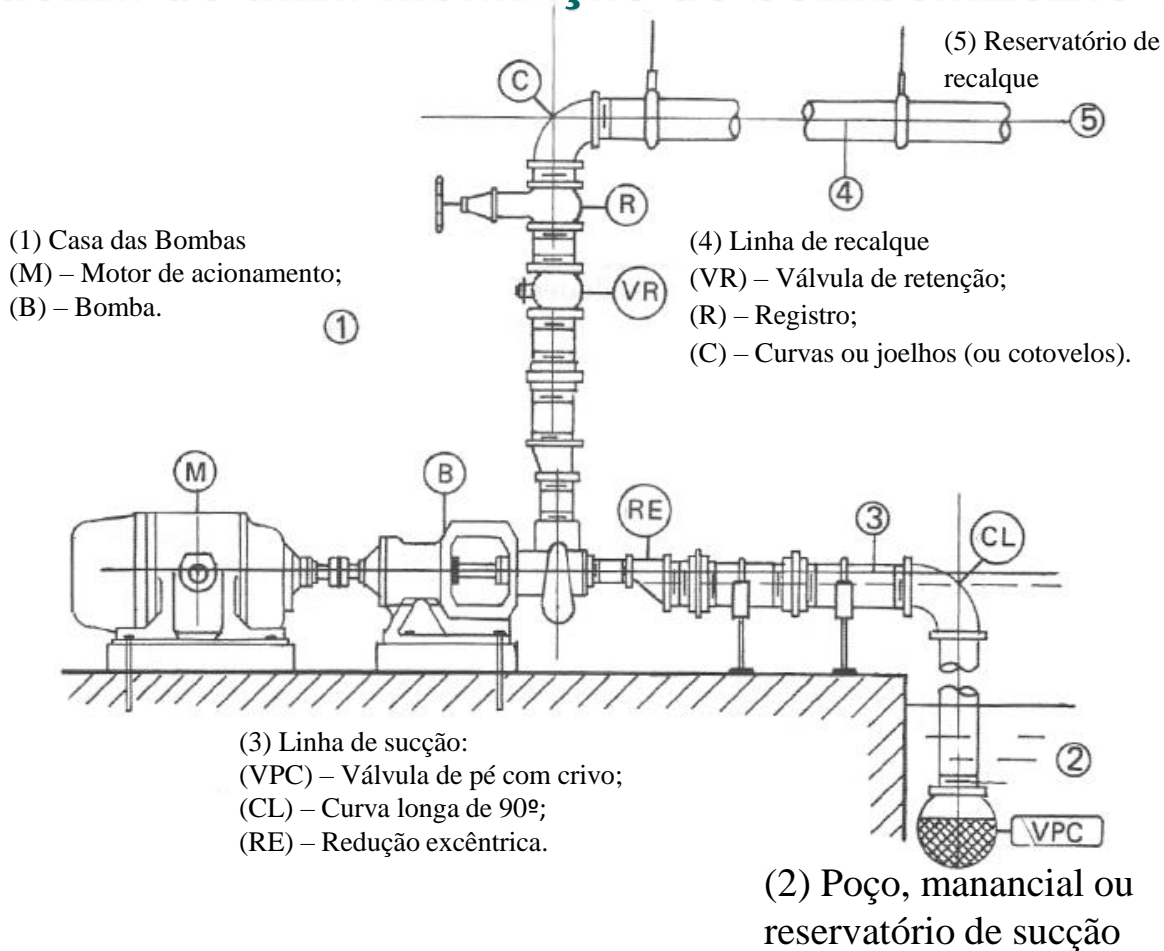 (5) Reservatório de
recalque
C
5
R
4
(1) Casa das Bombas
(M) – Motor de acionamento;
(B) – Bomba.
1
(4) Linha de recalque
(VR) – Válvula de retenção;
(R) – Registro;
(C) – Curvas ou joelhos (ou cotovelos).
VR
M
B
RE
3
CL
(3) Linha de sucção:
(VPC) – Válvula de pé com crivo;
(CL) – Curva longa de 90º;
(RE) – Redução excêntrica.
2
VPC
(2) Poço, manancial ou
reservatório de sucção